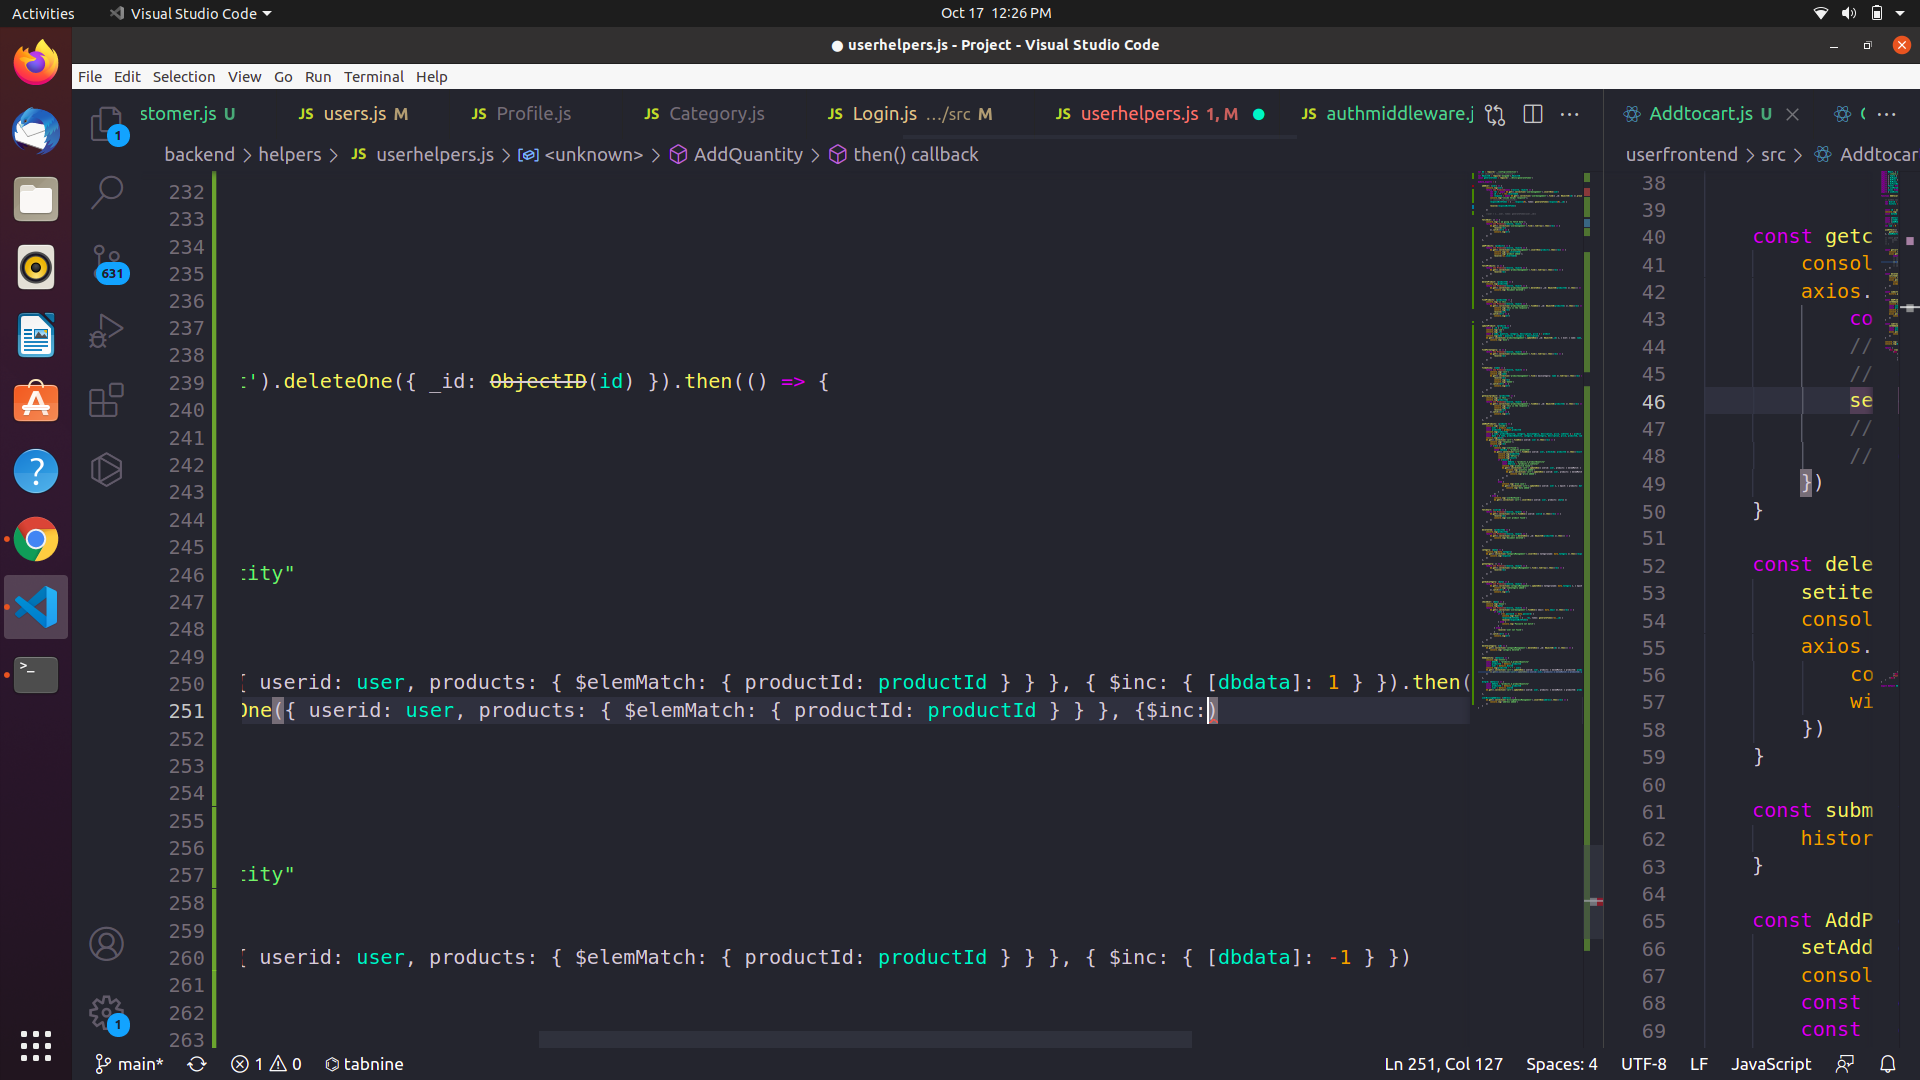 Activities Visual Studio Code Oct 17 12:26 PM
● userhelpers.js - Project - Visual Studio Code
File Edit Selection View Go Run Terminal Help
stomer.js U JS users.js M JS Profile.js JS Category.js JS Login.js .../src M JS userhelpers.js 1, M JS authmiddleware.j Addtocart.js U
backend > helpers > JS userhelpers.js > <unknown> > AddQuantity > then() callback
userfrontend > src > Addtocar
232
233
234
235
236
237
238
239 t').deleteOne({ _id: ObjectID(id) }).then(() => {
240
241
242
243
244
245
246 tity"
247
248
249
250 { userid: user, products: { $elemMatch: { productId: productId } } }, { $inc: { [dbdata]: 1 } }).then(
251 One({ userid: user, products: { $elemMatch: { productId: productId } } }, {$inc:)
252
253
254
255
256
257 tity"
258
259
260 { userid: user, products: { $elemMatch: { productId: productId } } }, { $inc: { [dbdata]: -1 } })
261
262
263
38
39
40 const getc
41 consol
42 axios.
43 co
44 //
45 //
46 se
47 //
48 //
49 })
50 }
51
52 const dele
53 setite
54 consol
55 axios.
56 co
57 wi
58 })
59 }
60
61 const subm
62 histor
63 }
64
65 const AddP
66 setAdd
67 consol
68 const
69 const
1
631
1
main* 1 0 tabnine Ln 251, Col 127 Spaces: 4 UTF-8 LF JavaScript